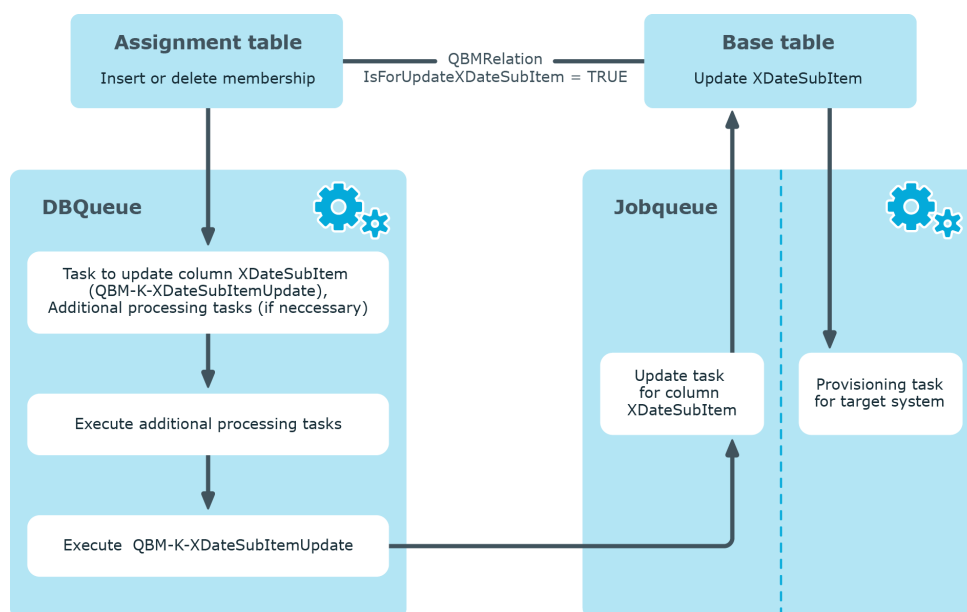 Assignment table
Insert or delete membership
QBMRelation
IsForUpdateXDateSubItem = TRUE
Base table
Update XDateSubItem
DBQueue
Task to update column XDateSubItem
(QBM-K-XDateSubItemUpdate),
Additional processing tasks (if neccessary)
Execute additional processing tasks
Execute QBM-K-XDateSubItemUpdate
Jobqueue
Update task
for column
XDateSubItem
Provisioning task
for target system